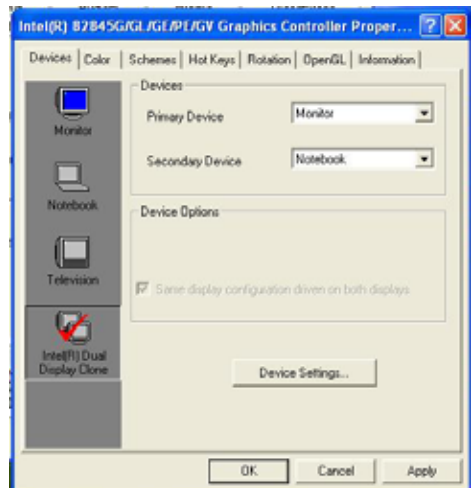 Intel(R) 82845G/GL/GE/PE/GV Graphics Controller Proper...
Devices Color Schemes Hot Keys Rotation OpenGL Information
Devices
Monitor
Primary Device Monitor
Secondary Device Notebook
Notebook
Device Options
Television
Same display configuration driven on both displays
Intel(R) Dual
Display Clone
Device Settings...
OK Cancel Apply